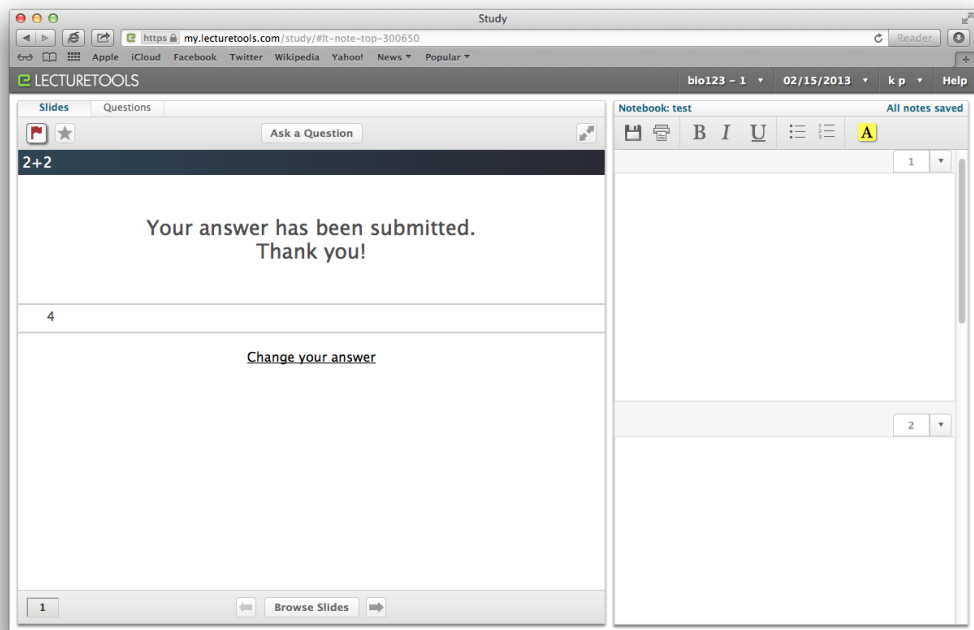 Study
https my.lecturetools.com/study/#lt-note-top-300650 Reader
Apple iCloud Facebook Twitter Wikipedia Yahoo! News Popular
LECTURETOOLS bio123 – 1 02/15/2013 k p Help
Slides Questions
Ask a Question
2+2
Your answer has been submitted.
Thank you!
4
Change your answer
1 Browse Slides
Notebook: test All notes saved
B I U A
1
2